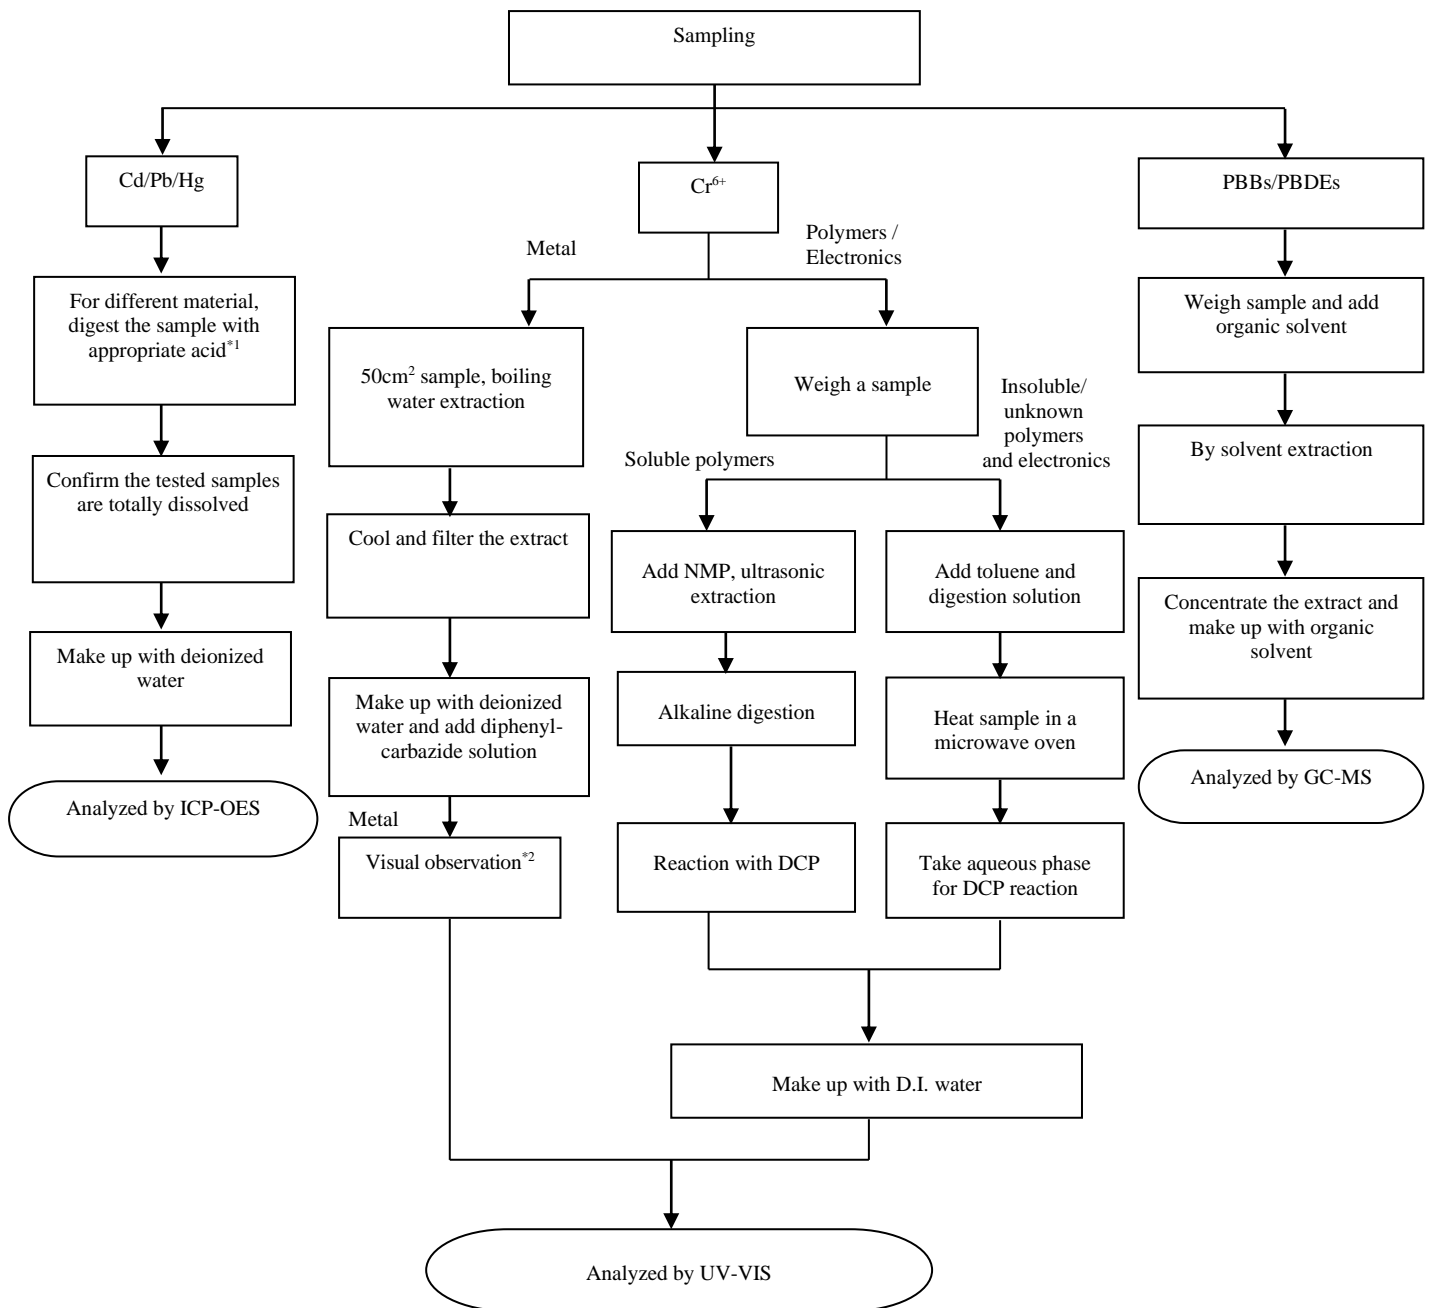 Sampling
Cd/Pb/Hg
Cr6+
PBBs/PBDEs
Metal
Polymers /
Electronics
For different material,
digest the sample with
appropriate acid*1
50cm2 sample, boiling
water extraction
Weigh a sample
Weigh sample and add
organic solvent
Insoluble/
unknown
polymers
and electronics
Soluble polymers
By solvent extraction
Confirm the tested samples
are totally dissolved
Cool and filter the extract
Add NMP, ultrasonic
extraction
Add toluene and
digestion solution
Concentrate the extract and
make up with organic
solvent
Make up with deionized
water
Make up with deionized
water and add diphenyl-
carbazide solution
Alkaline digestion
Heat sample in a
microwave oven
Analyzed by GC-MS
Analyzed by ICP-OES
Metal
Visual observation*2
Reaction with DCP
Take aqueous phase
for DCP reaction
Make up with D.I. water
Analyzed by UV-VIS